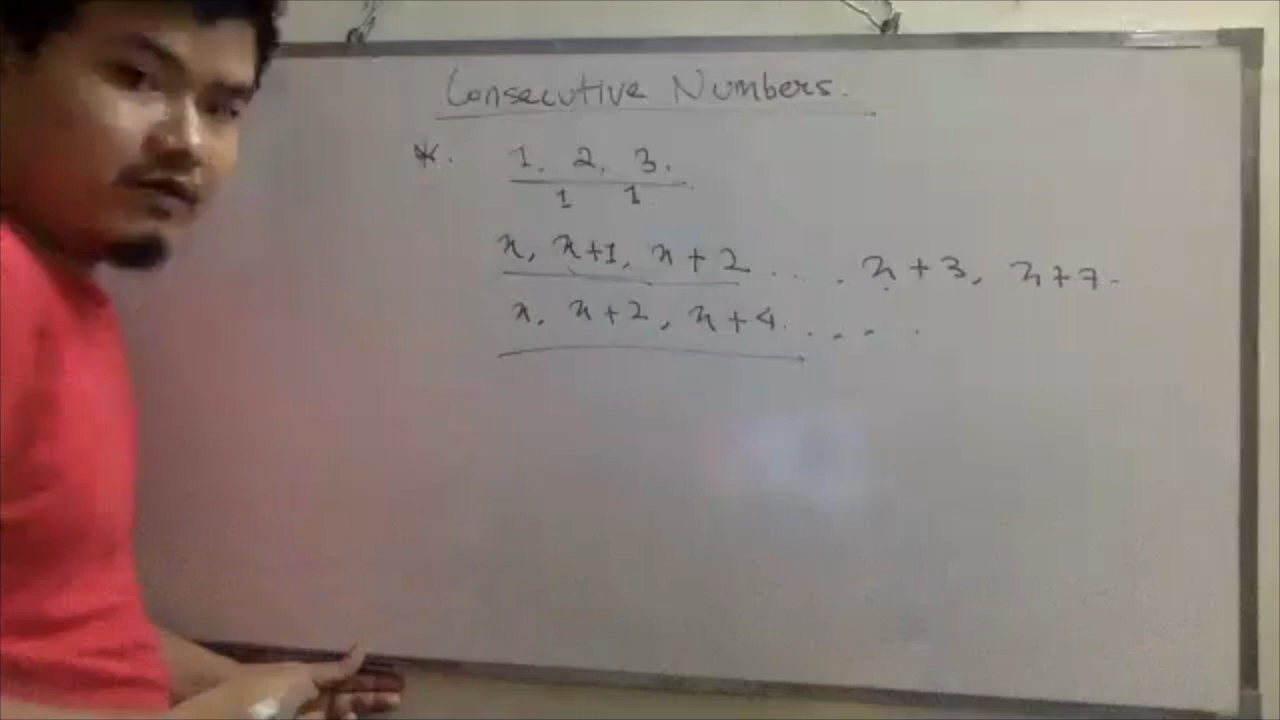 Consecutive Numbers.
*. 1, 2, 3.
1 1
x, x+1, x+2 . . . . x+3, x+7.
x, x+2, x+4. . . . . .